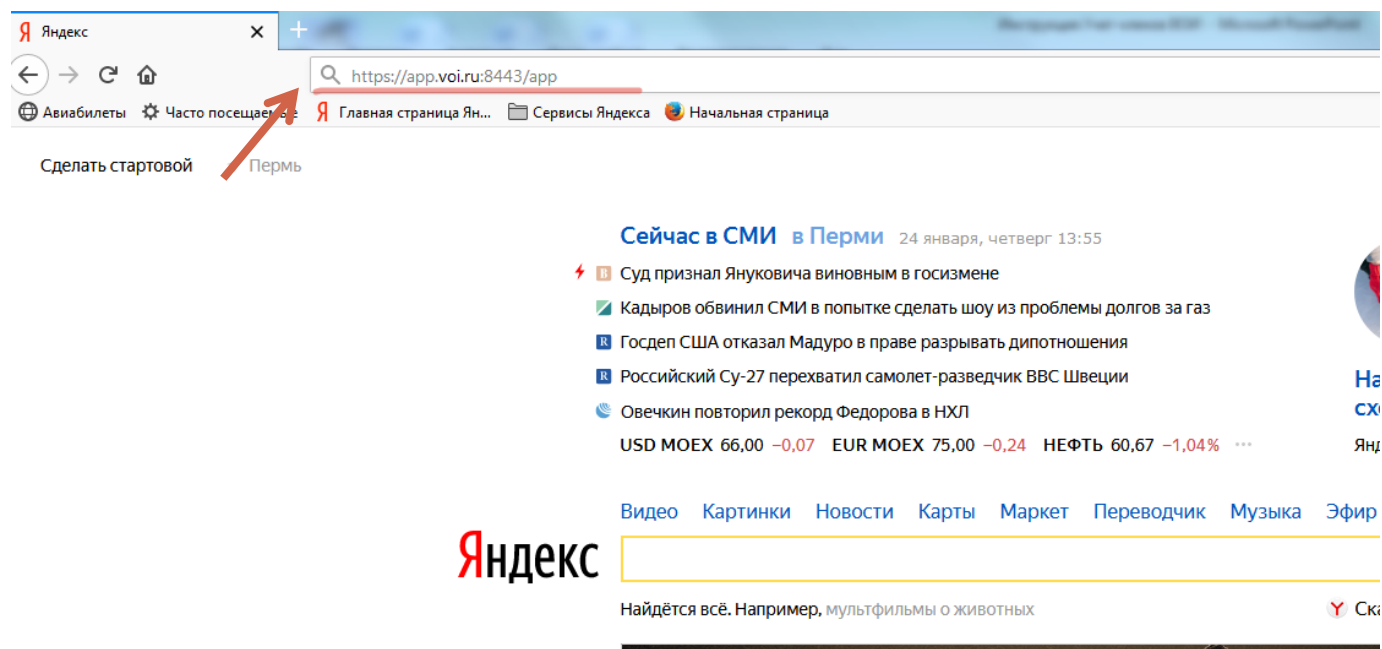 Яндекс
https://app.voi.ru:8443/app
Авиабилеты Часто посещаемые Главная страница Ян... Сервисы Яндекса Начальная страница
Сделать стартовой Пермь
Сейчас в СМИ в Перми 24 января, четверг 13:55
Суд признал Януковича виновным в госизмене
Кадыров обвинил СМИ в попытке сделать шоу из проблемы долгов за газ
Госдеп США отказал Мадуро в праве разрывать дипотношения
Российский Су-27 перехватил самолет-разведчик ВВС Швеции
Овечкин повторил рекорд Федорова в НХЛ
USD MOEX 66,00 −0,07 EUR MOEX 75,00 −0,24 НЕФТЬ 60,67 −1,04% ···
На
сх
Янд
Видео Картинки Новости Карты Маркет Переводчик Музыка Эфир
Яндекс
Найдётся всё. Например, мультфильмы о животных
Ска